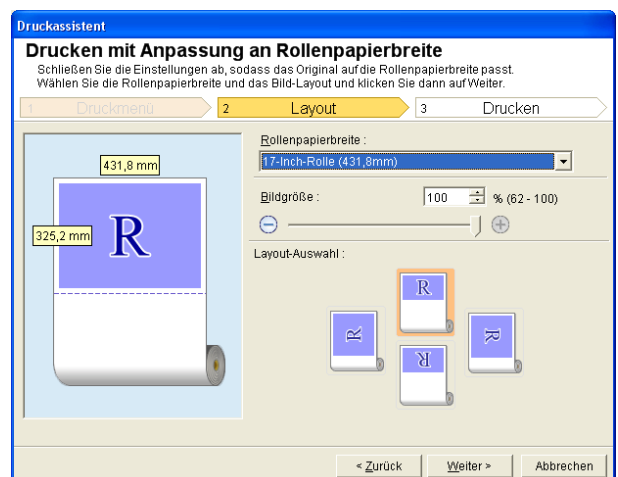 Druckassistent
Drucken mit Anpassung an Rollenpapierbreite
Schließen Sie die Einstellungen ab, sodass das Original auf die Rollenpapierbreite passt.
Wählen Sie die Rollenpapierbreite und das Bild-Layout und klicken Sie dann auf Weiter.
1 Druckmenü 2 Layout 3 Drucken
Rollenpapierbreite :
17-Inch-Rolle (431,8mm)
431,8 mm
325,2 mm
R
Bildgröße :
100 % (62 - 100)
Layout-Auswahl :
R
R
R
R
< Zurück
Weiter >
Abbrechen